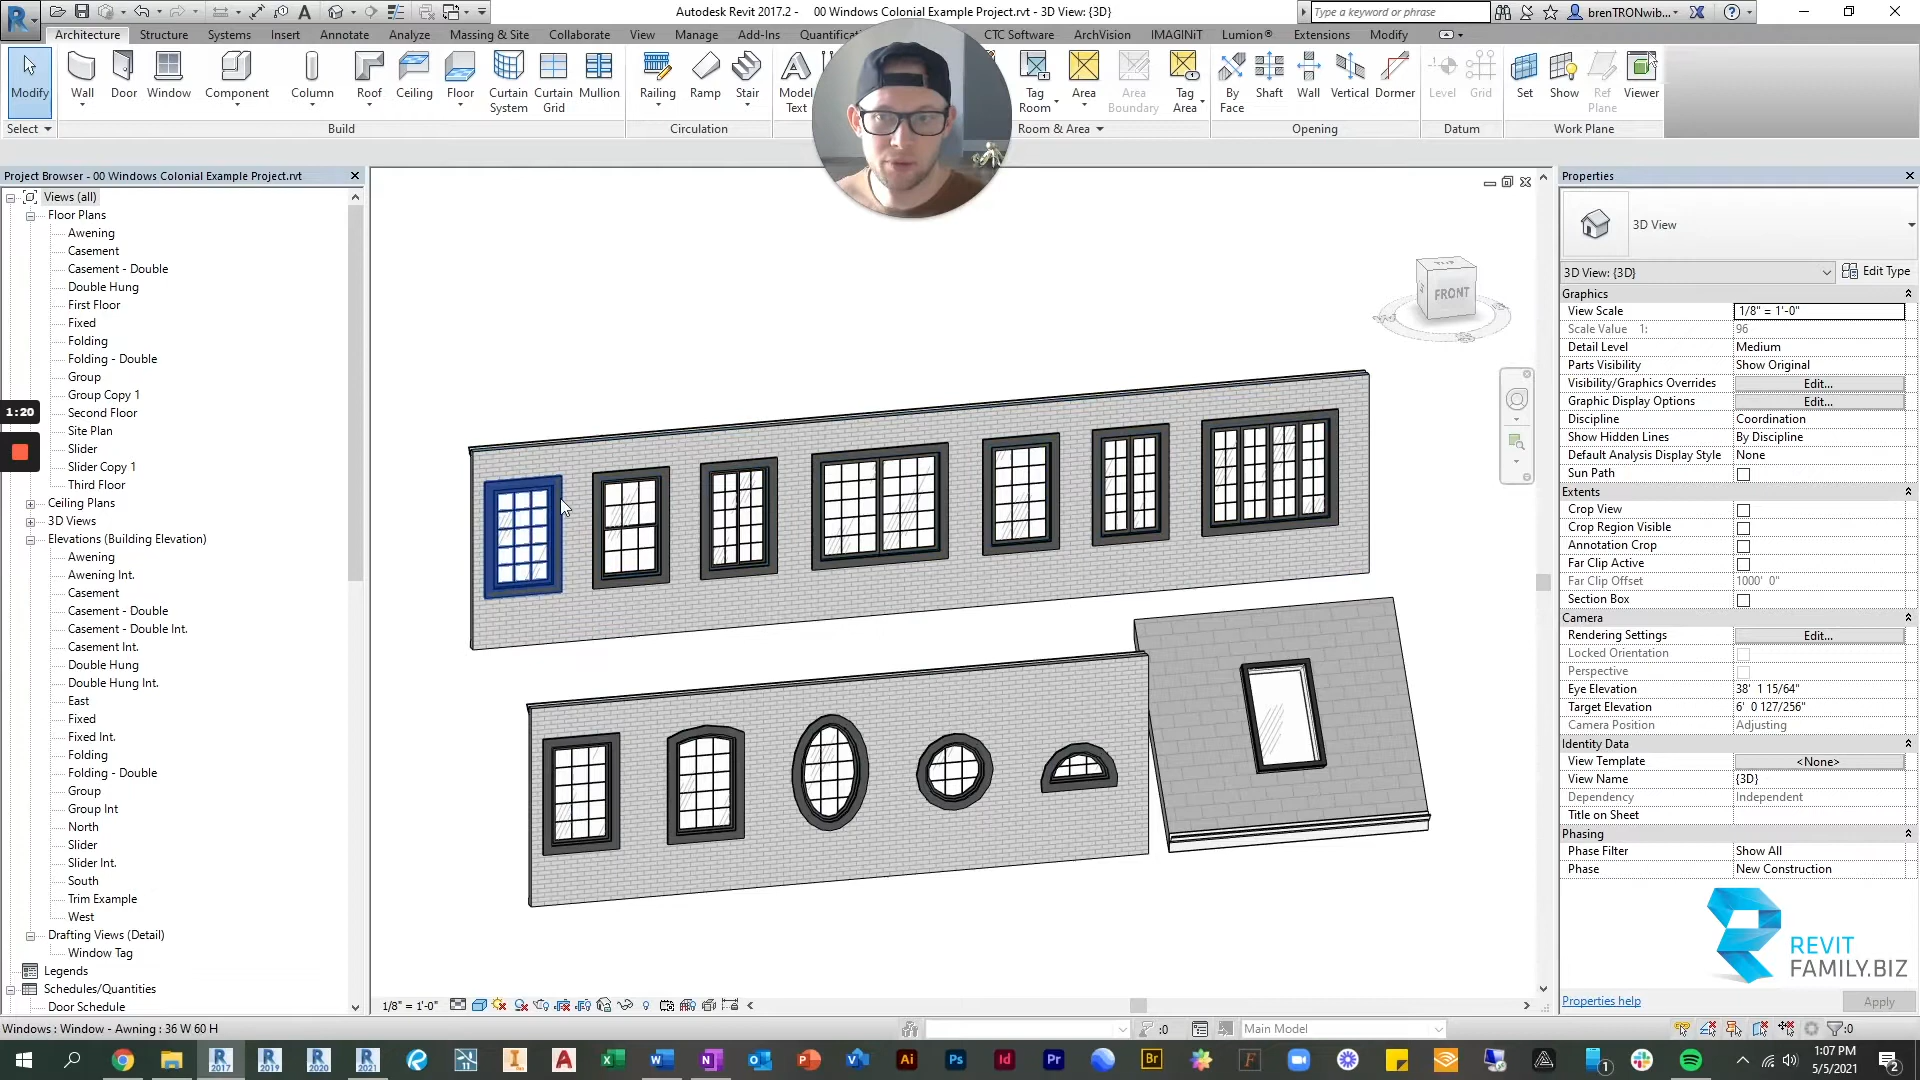 Autodesk Revit 2017.2 - 00 Windows Colonial Example Project.rvt - 3D View: {3D}
Type a keyword or phrase
brenTRONwib...
Architecture Structure Systems Insert Annotate Analyze Massing & Site Collaborate View Manage Add-Ins CTC Software ArchVision IMAGINiT Lumion® Extensions Modify
Modify Wall Door Window Component Column Roof Ceiling Floor Curtain System Curtain Grid Mullion Railing Ramp Stair Model Text Tag Room Area Area Boundary Tag Area By Face Shaft Wall Vertical Dormer Level Grid Set Show Ref Plane Viewer
Select Build Circulation Room & Area Opening Datum Work Plane
Project Browser - 00 Windows Colonial Example Project.rvt
Views (all)
Floor Plans
Awening
Casement
Casement - Double
Double Hung
First Floor
Fixed
Folding
Folding - Double
Group
Group Copy 1
Second Floor
Site Plan
Slider
Slider Copy 1
Third Floor
Ceiling Plans
3D Views
Elevations (Building Elevation)
Awening
Awening Int.
Casement
Casement - Double
Casement - Double Int.
Casement Int.
Double Hung
Double Hung Int.
East
Fixed
Fixed Int.
Folding
Folding - Double
Group
Group Int
North
Slider
Slider Int.
South
Trim Example
West
Drafting Views (Detail)
Window Tag
Legends
Schedules/Quantities
Door Schedule
1:20
FRONT
1/8" = 1'-0"
Properties
3D View
3D View: {3D} Edit Type
Graphics
View Scale 1/8" = 1'-0"
Scale Value 1: 96
Detail Level Medium
Parts Visibility Show Original
Visibility/Graphics Overrides Edit...
Graphic Display Options Edit...
Discipline Coordination
Show Hidden Lines By Discipline
Default Analysis Display Style None
Sun Path
Extents
Crop View
Crop Region Visible
Annotation Crop
Far Clip Active
Far Clip Offset 1000' 0"
Section Box
Camera
Rendering Settings Edit...
Locked Orientation
Perspective
Eye Elevation 38' 1 15/64"
Target Elevation 6' 0 127/256"
Camera Position Adjusting
Identity Data
View Template <None>
View Name {3D}
Dependency Independent
Title on Sheet
Phasing
Phase Filter Show All
Phase New Construction
REVIT
FAMILY.BIZ
Properties help Apply
Windows : Window - Awning : 36 W 60 H
:0
Main Model
:0
1:07 PM
5/5/2021